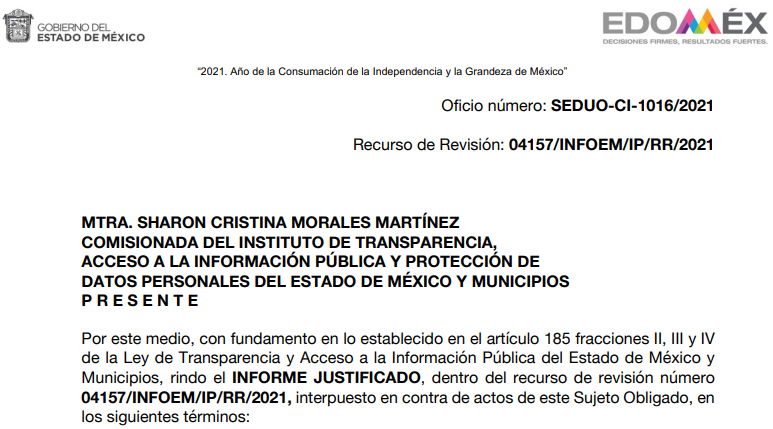 GOBIERNO DEL
ESTADO DE MÉXICO
EDOMÉX
DECISIONES FIRMES, RESULTADOS FUERTES.
“2021. Año de la Consumación de la Independencia y la Grandeza de México”
Oficio número: SEDUO-CI-1016/2021
Recurso de Revisión: 04157/INFOEM/IP/RR/2021
MTRA. SHARON CRISTINA MORALES MARTÍNEZ
COMISIONADA DEL INSTITUTO DE TRANSPARENCIA,
ACCESO A LA INFORMACIÓN PÚBLICA Y PROTECCIÓN DE
DATOS PERSONALES DEL ESTADO DE MÉXICO Y MUNICIPIOS
P R E S E N T E
Por este medio, con fundamento en lo establecido en el artículo 185 fracciones II, III y IV
de la Ley de Transparencia y Acceso a la Información Pública del Estado de México y
Municipios, rindo el INFORME JUSTIFICADO, dentro del recurso de revisión número
04157/INFOEM/IP/RR/2021, interpuesto en contra de actos de este Sujeto Obligado, en
los siguientes términos: